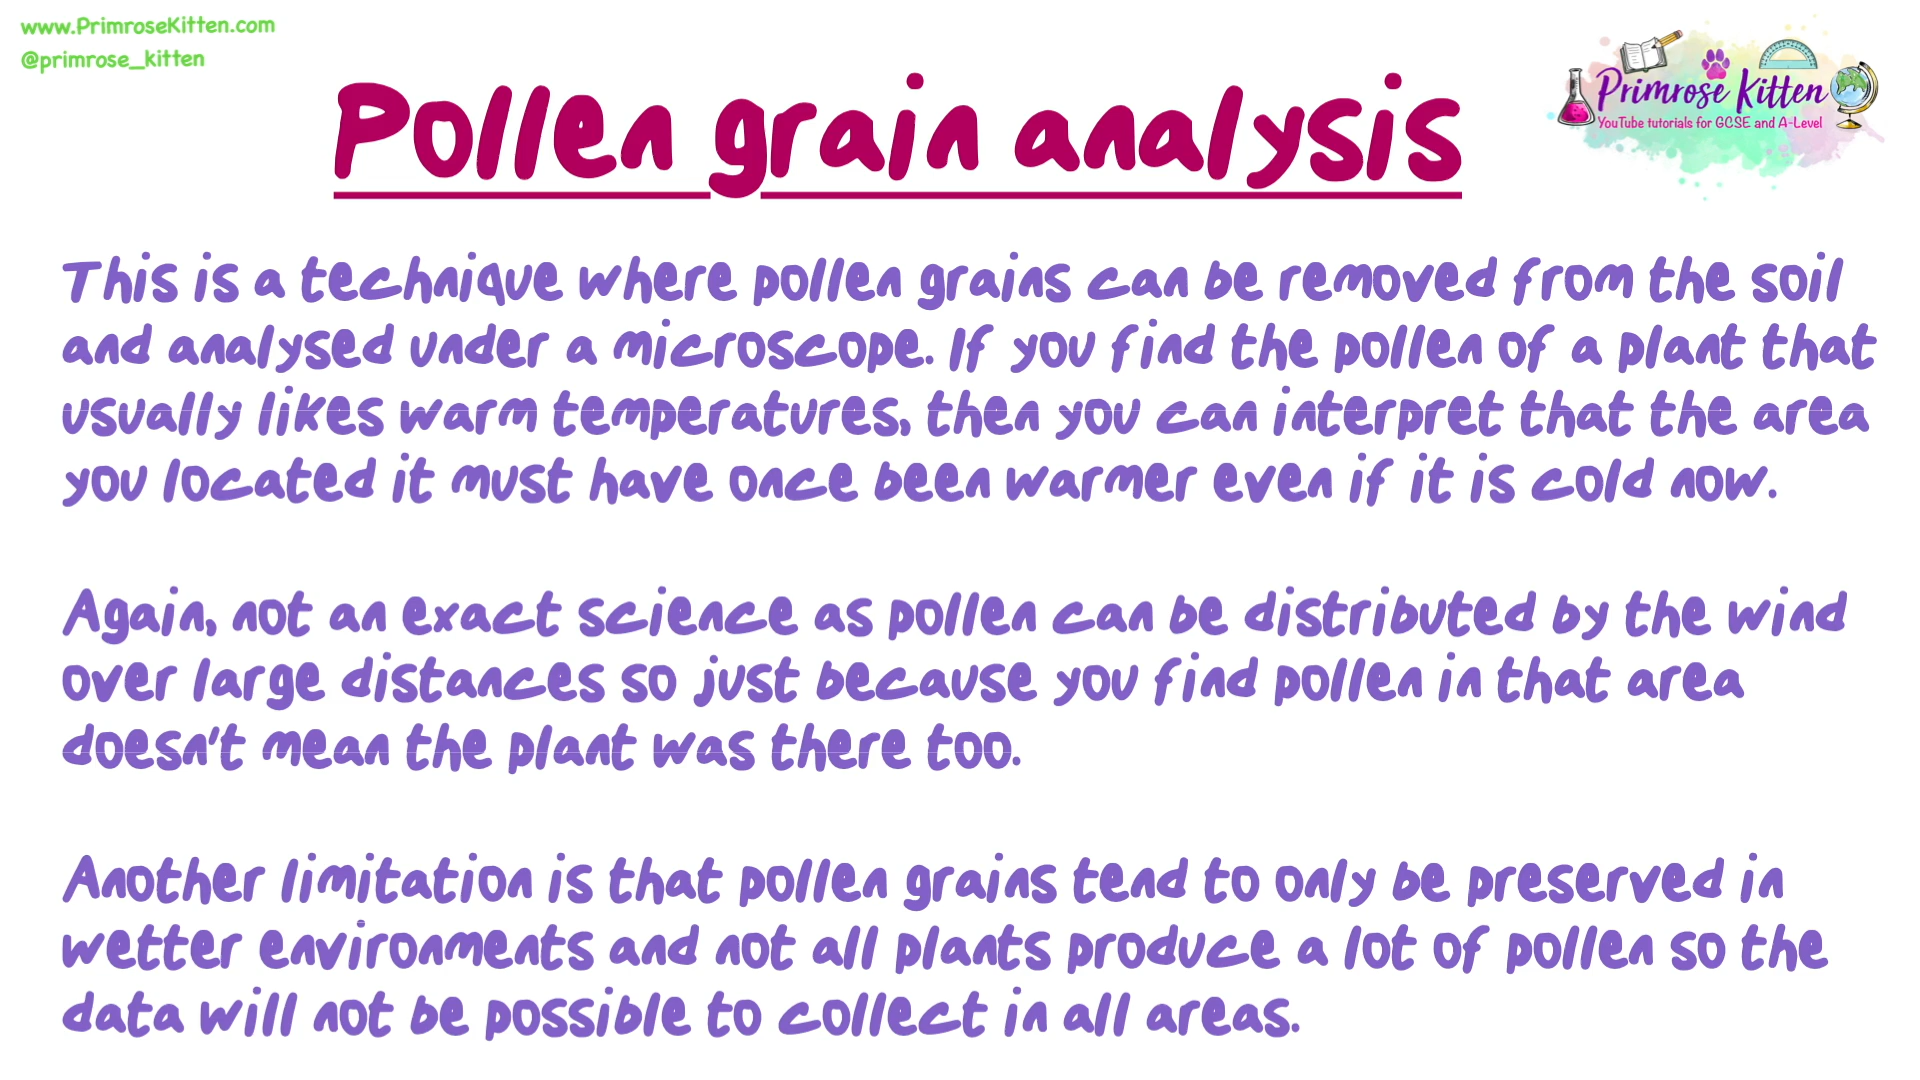 www.PrimroseKitten.com
@primrose_kitten
Primrose Kitten
YouTube tutorials for GCSE and A-Level
Pollen grain analysis
This is a technique where pollen grains can be removed from the soil
and analysed under a microscope. If you find the pollen of a plant that
usually likes warm temperatures, then you can interpret that the area
you located it must have once been warmer even if it is cold now.
Again, not an exact science as pollen can be distributed by the wind
over large distances so just because you find pollen in that area
doesn't mean the plant was there too.
Another limitation is that pollen grains tend to only be preserved in
wetter environments and not all plants produce a lot of pollen so the
data will not be possible to collect in all areas.